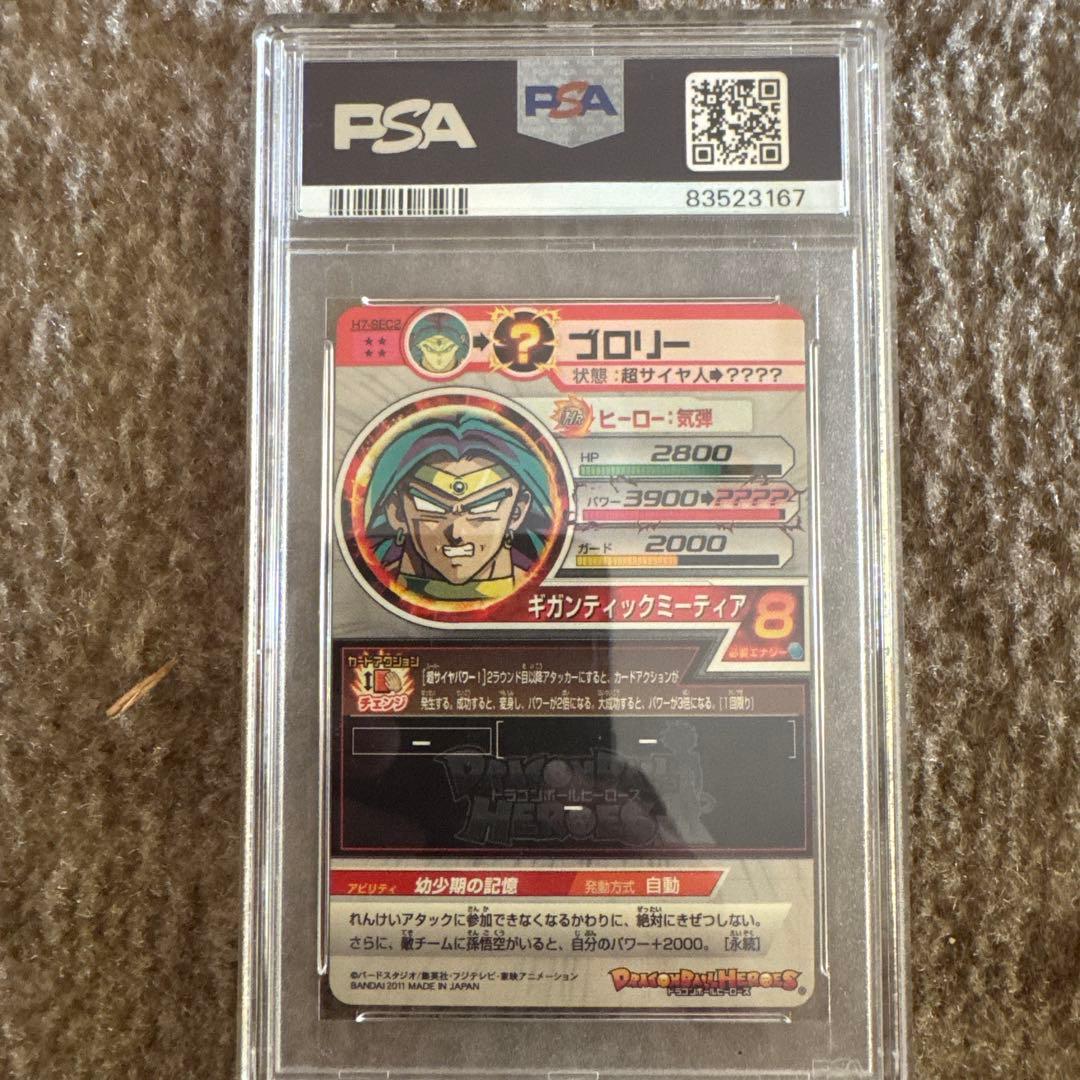 PSA
PSA
83523167
H7-SEC2
ブロリー
状態:超サイヤ人➡????
Hr ヒーロー:気弾
HP 2800
パワー 3900➡????
ガード 2000
ギガンティックミーティア
8
必要エナジー
カードアクション
チェンジ
[超サイヤパワー!]2ラウンド目以降アタッカーにすると、カードアクションが
発生する。成功すると、変身し、パワーが2倍になる。大成功すると、パワーが3倍になる。[1回限り]
ー
ー
DRAGONBALL
ドラゴンボールヒーローズ
ー
HEROES
アビリティ 幼少期の記憶 発動方式 自動
れんけいアタックに参加できなくなるかわりに、絶対にきぜつしない。
さらに、敵チームに孫悟空がいると、自分のパワー+2000。[永続]
©バードスタジオ/集英社・フジテレビ・東映アニメーション
BANDAI 2011 MADE IN JAPAN
DRAGONBALL HEROES
ドラゴンボールヒーローズ